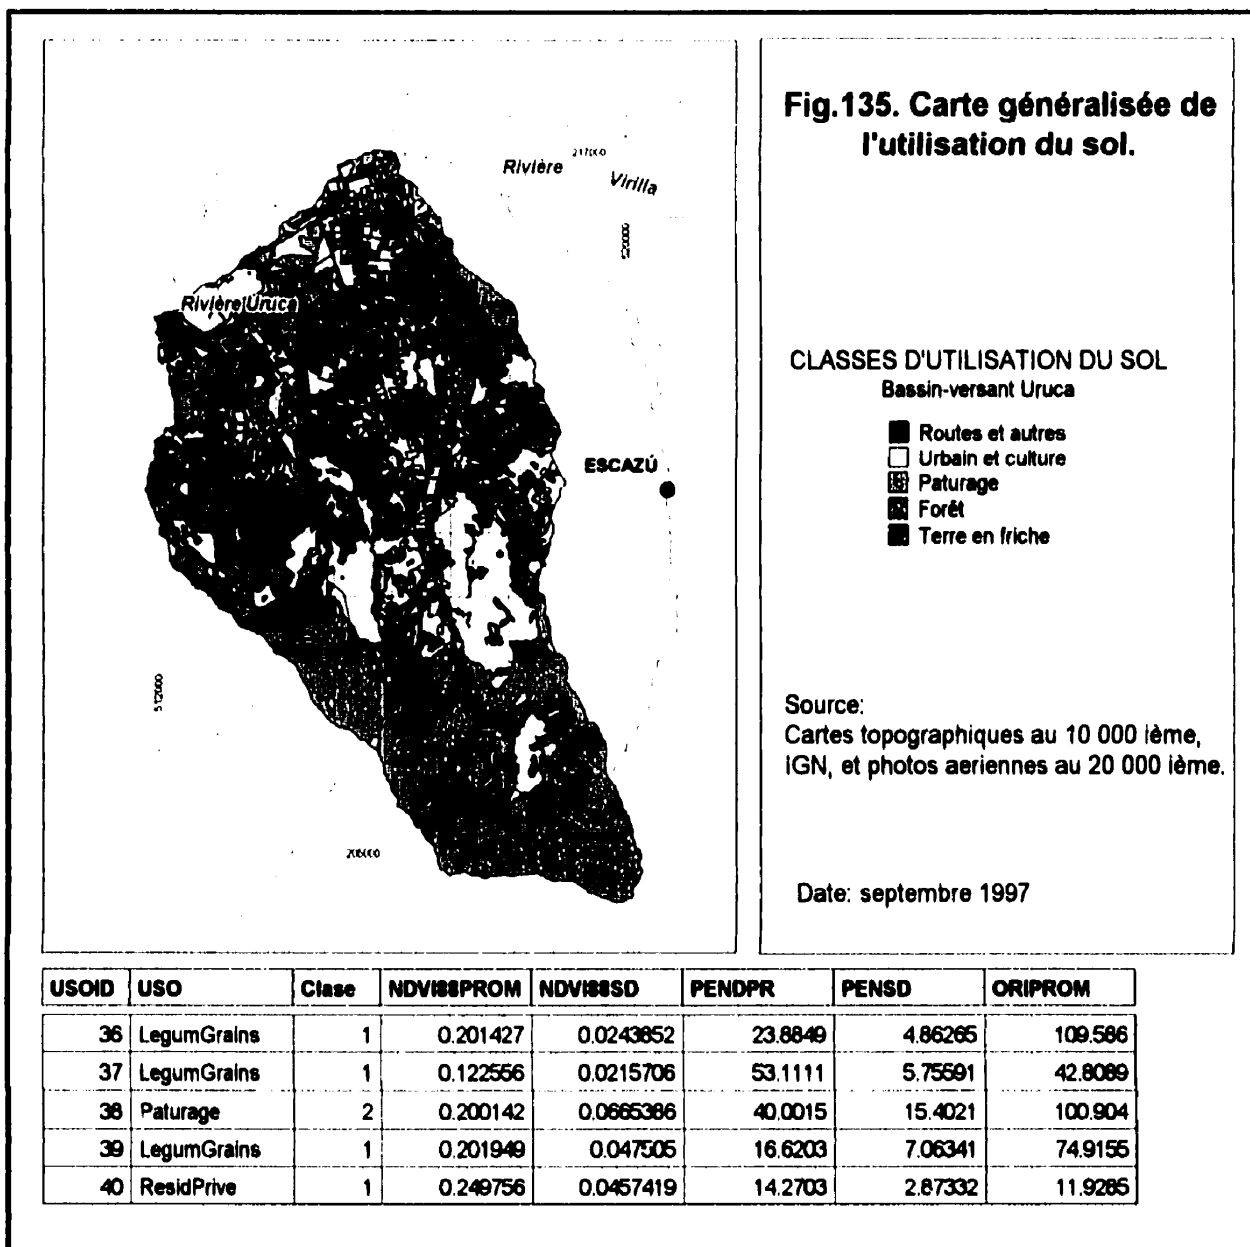 Fig.135. Carte généralisée de
l'utilisation du sol.
Rivière
217000
Virilla
520000
Rivière Uruca
ESCAZÚ
512000
206000
CLASSES D'UTILISATION DU SOL
Bassin-versant Uruca
Routes et autres
Urbain et culture
Paturage
Forêt
Terre en friche
Source:
Cartes topographiques au 10 000 ième,
IGN, et photos aeriennes au 20 000 ième.
Date: septembre 1997
USOID USO Clase NDVI88PROM NDVI88SD PENDPR PENSD ORIPROM
36 LegumGrains 1 0.201427 0.0243852 23.8849 4.86265 109.586
37 LegumGrains 1 0.122556 0.0215706 53.1111 5.75591 42.8089
38 Paturage 2 0.200142 0.0665386 40.0015 15.4021 100.904
39 LegumGrains 1 0.201949 0.047505 16.6203 7.06341 74.9155
40 ResidPrive 1 0.249756 0.0457419 14.2703 2.87332 11.9285